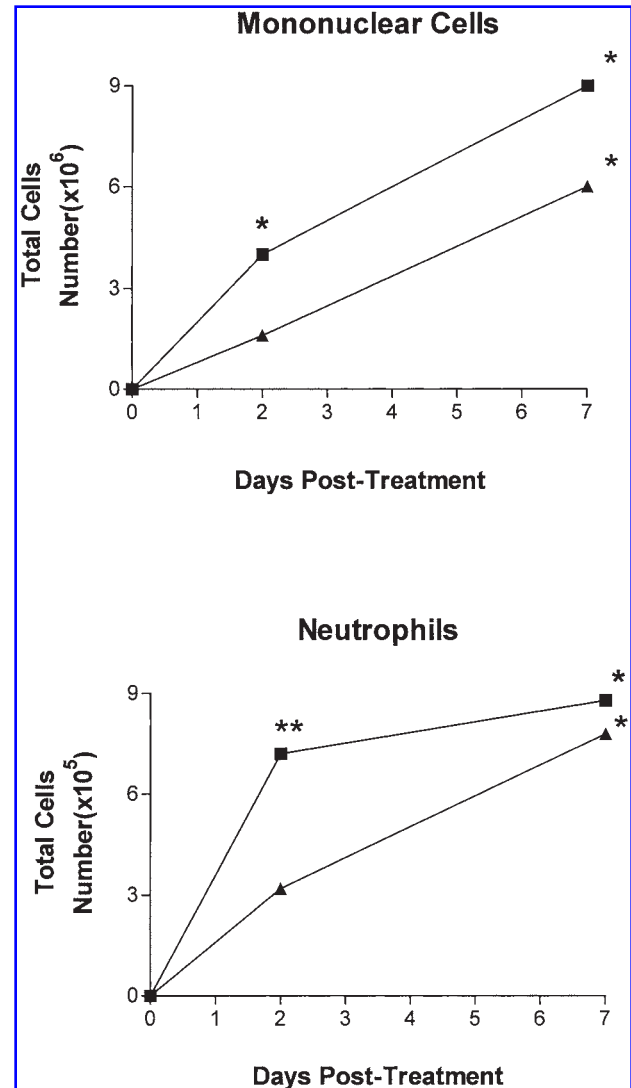 Mononuclear Cells
*
9
*
6
Total Cells
Number(x10⁶)
*
3
0
0 1 2 3 4 5 6 7
Days Post-Treatment
Neutrophils
*
9
**
*
6
Total Cells
Number(x10⁵)
3
0
0 1 2 3 4 5 6 7
Days Post-Treatment